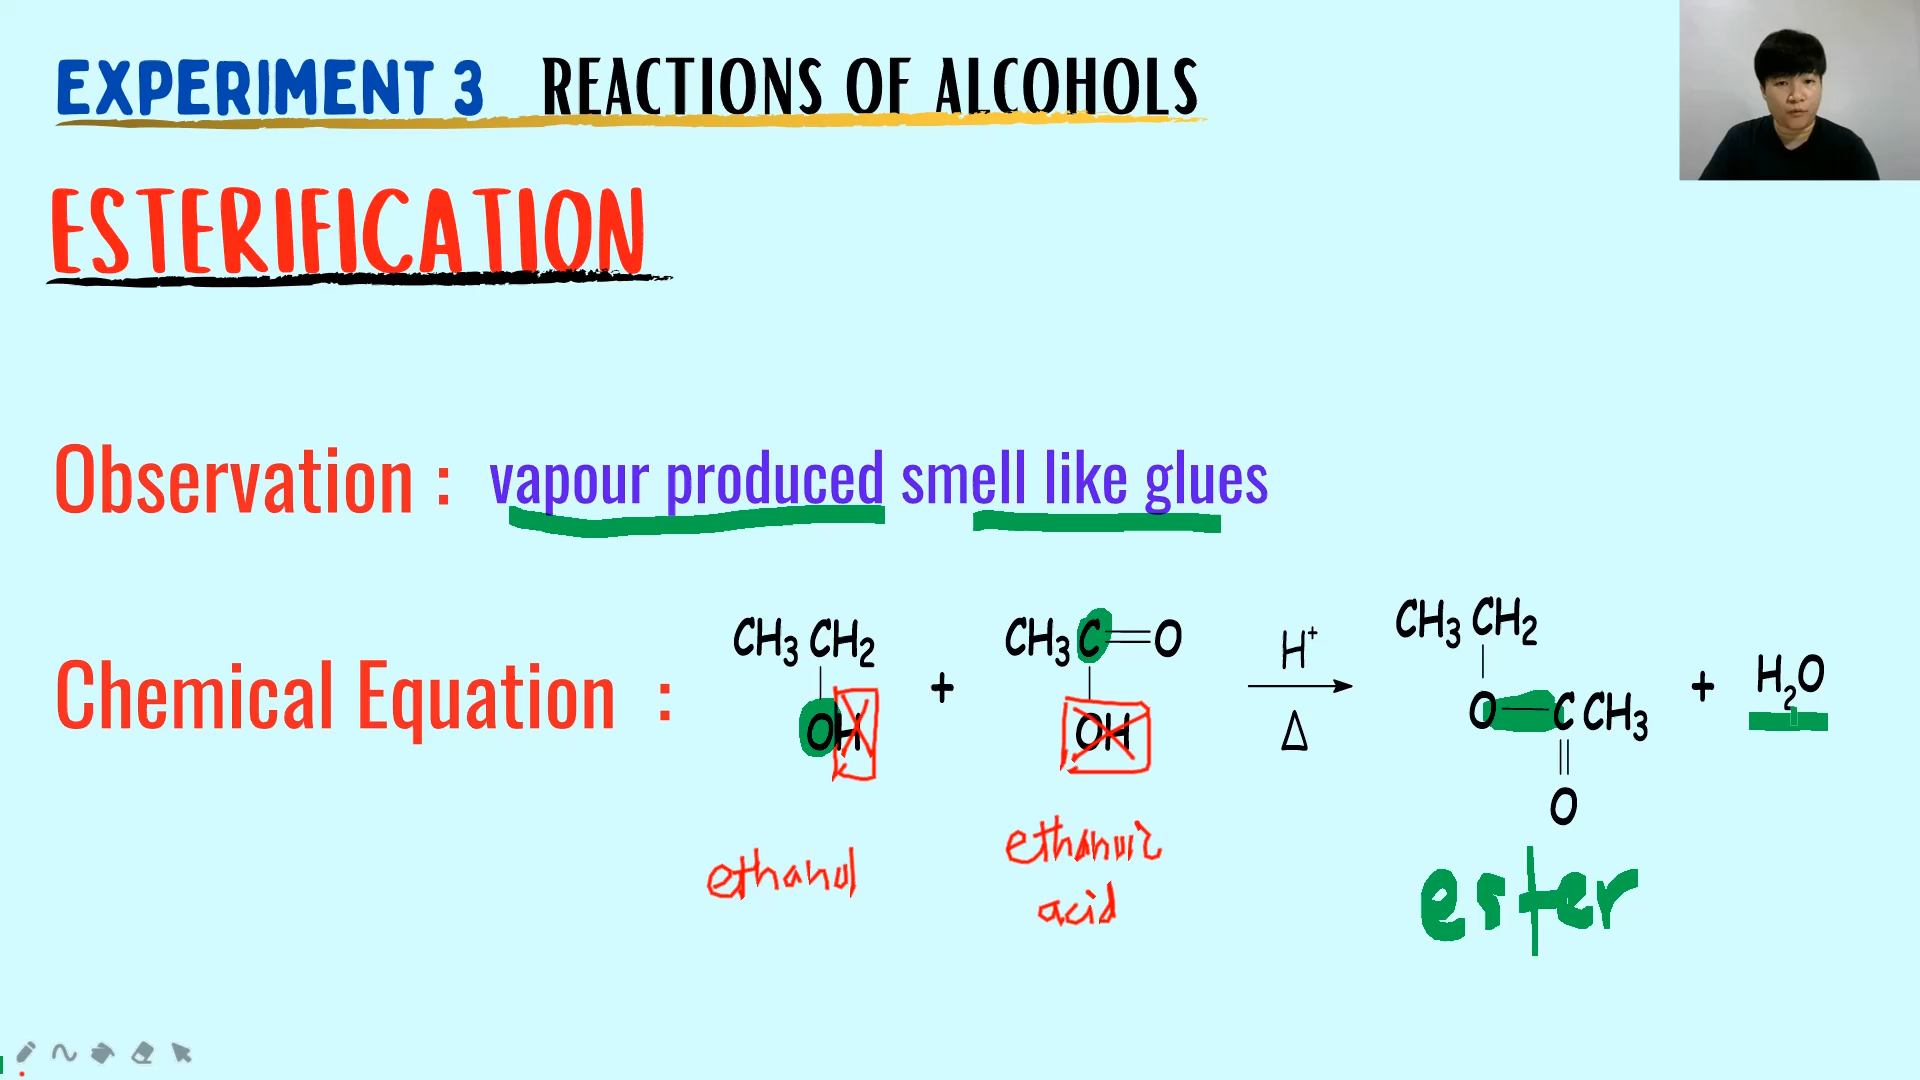 EXPERIMENT 3 REACTIONS OF ALCOHOLS
ESTERIFICATION
Observation : vapour produced smell like glues
Chemical Equation :
CH₃ CH₂
OH
+
CH₃ C=O
OH
H⁺
Δ
CH₃ CH₂
O—C CH₃
O
+
H₂O
ethanol
ethanoic
acid
ester